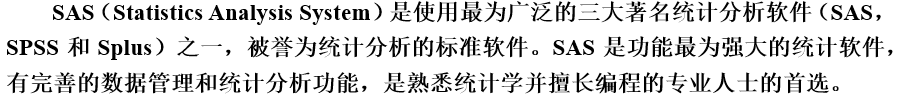 SAS（Statistics Analysis System）是使用最为广泛的三大著名统计分析软件（SAS，
SPSS 和 Splus）之一，被誉为统计分析的标准软件。SAS 是功能最为强大的统计软件，
有完善的数据管理和统计分析功能，是熟悉统计学并擅长编程的专业人士的首选。